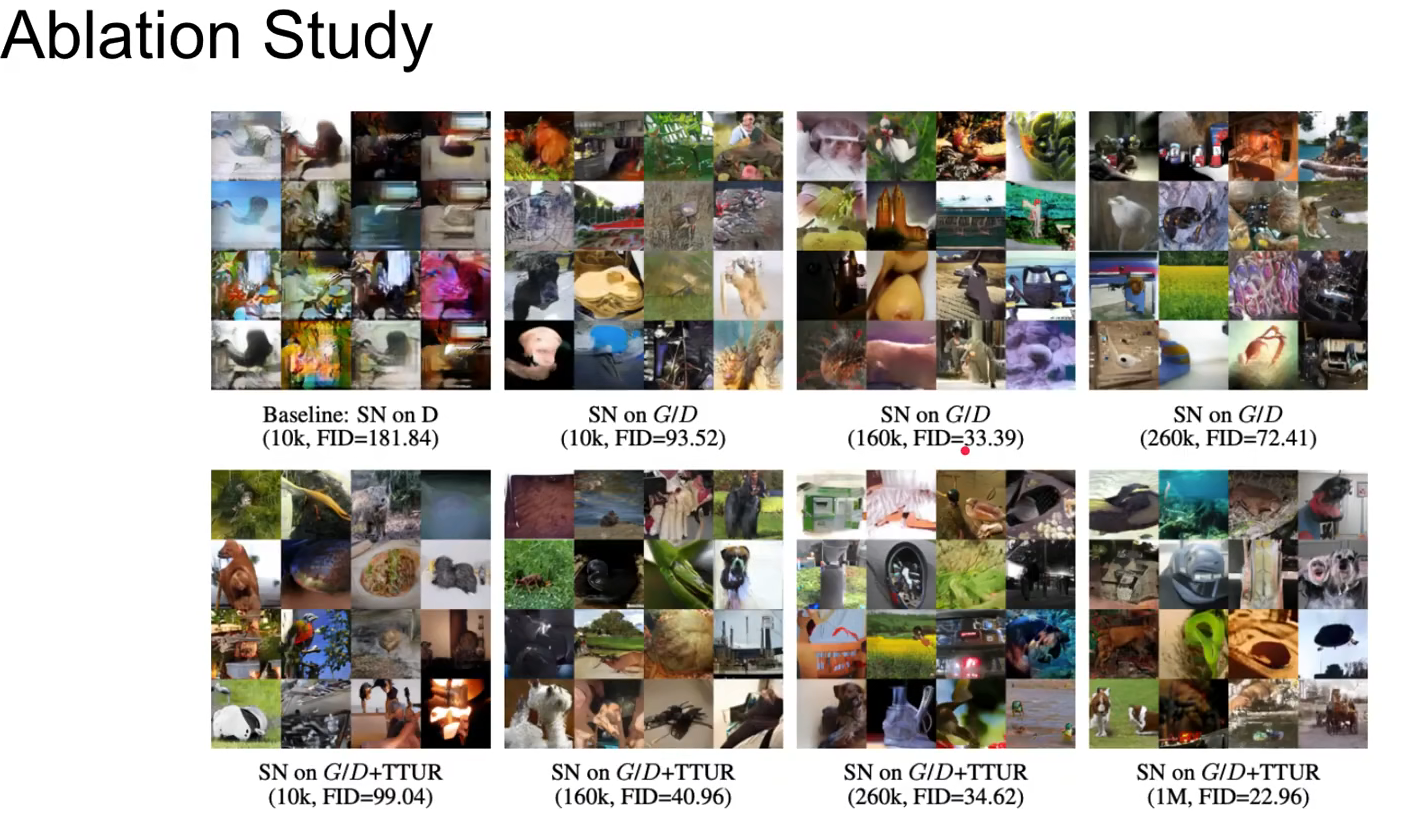 Ablation Study
Baseline: SN on D
(10k, FID=181.84)
SN on G/D
(10k, FID=93.52)
SN on G/D
(160k, FID=33.39)
SN on G/D
(260k, FID=72.41)
SN on G/D+TTUR
(10k, FID=99.04)
SN on G/D+TTUR
(160k, FID=40.96)
SN on G/D+TTUR
(260k, FID=34.62)
SN on G/D+TTUR
(1M, FID=22.96)